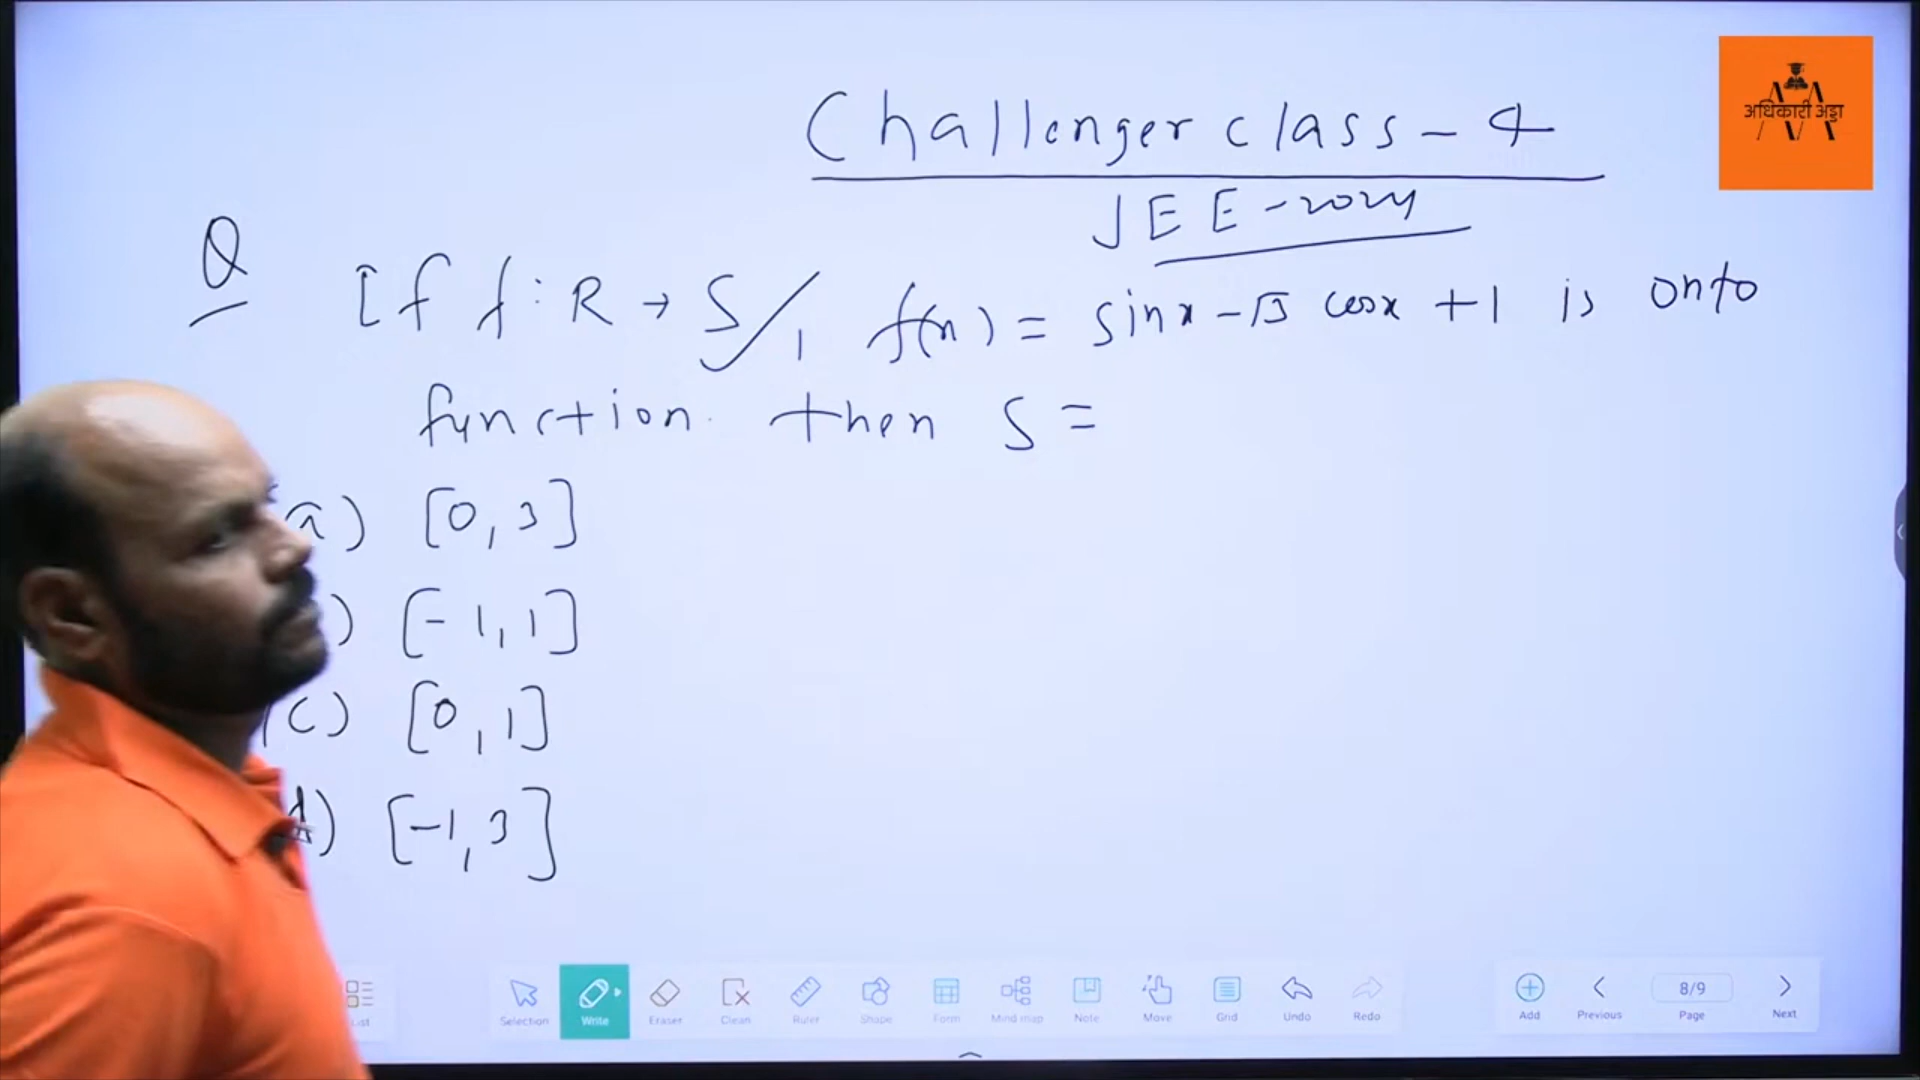 Challenger class - 4
JEE - 2024
अधिकारी अड्डा
Q If f : R → S, f(x) = sinx - √3 cosx + 1 is onto
function. then S =
a) [0, 3]
) [-1, 1]
(c) [0, 1]
d) [-1, 3]
Selection Write Eraser Clean Ruler Shape Form Mind map Note Move Grid Undo Redo Add Previous 8/9 Page Next